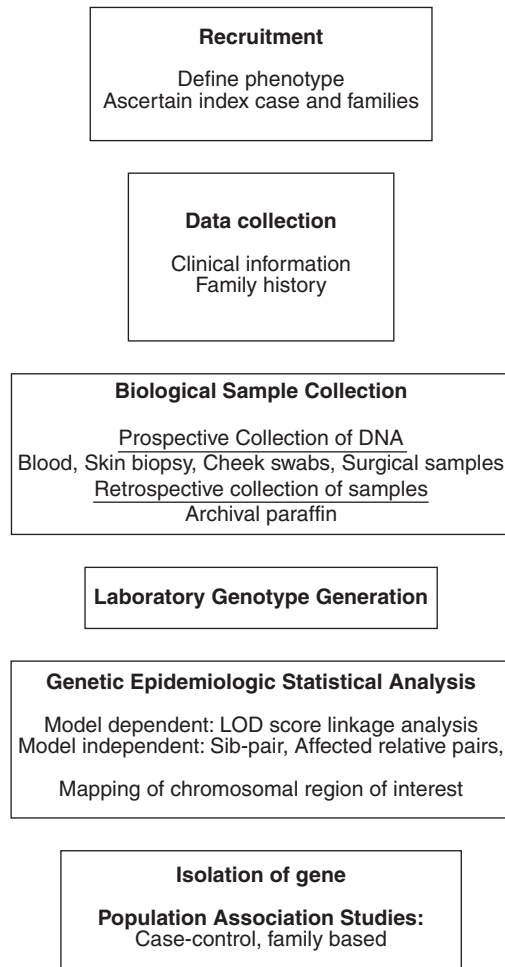 Recruitment
Define phenotype
Ascertain index case and families
Data collection
Clinical information
Family history
Biological Sample Collection
Prospective Collection of DNA
Blood, Skin biopsy, Cheek swabs, Surgical samples
Retrospective collection of samples
Archival paraffin
Laboratory Genotype Generation
Genetic Epidemiologic Statistical Analysis
Model dependent: LOD score linkage analysis
Model independent: Sib-pair, Affected relative pairs,
Mapping of chromosomal region of interest
Isolation of gene
Population Association Studies:
Case-control, family based